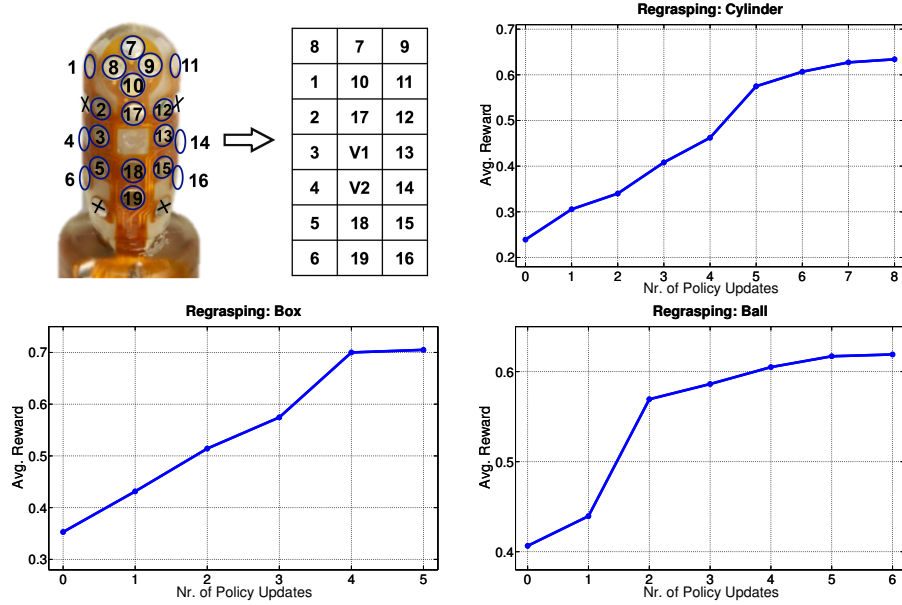 7
1 8 9 11
10
X 2 17 12 X
4 3 13 14
5 18 15
6 16
19
X X
8 7 9
1 10 11
2 17 12
3 V1 13
4 V2 14
5 18 15
6 19 16
Regrasping: Cylinder
Avg. Reward
0.7
0.6
0.5
0.4
0.3
0.2
0 1 2 3 4 5 6 7 8
Nr. of Policy Updates
Regrasping: Box
Avg. Reward
0.7
0.6
0.5
0.4
0.3
0 1 2 3 4 5
Nr. of Policy Updates
Regrasping: Ball
Avg. Reward
0.6
0.5
0.4
0 1 2 3 4 5 6
Nr. of Policy Updates